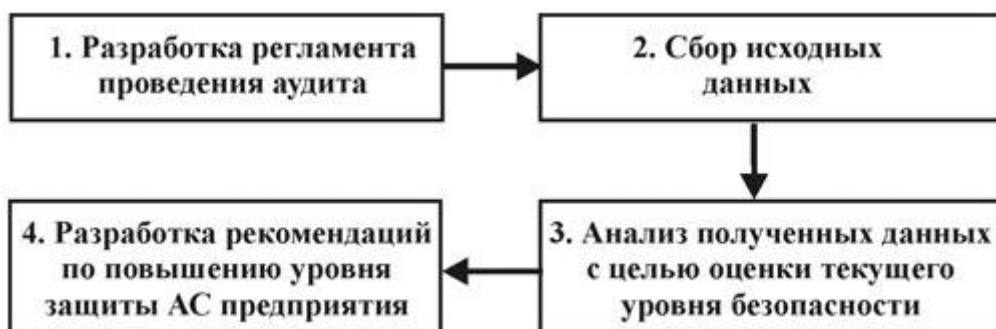 1. Разработка регламента
проведения аудита
2. Сбор исходных
данных
3. Анализ полученных данных
с целью оценки текущего
уровня безопасности
4. Разработка рекомендаций
по повышению уровня
защиты АС предприятия